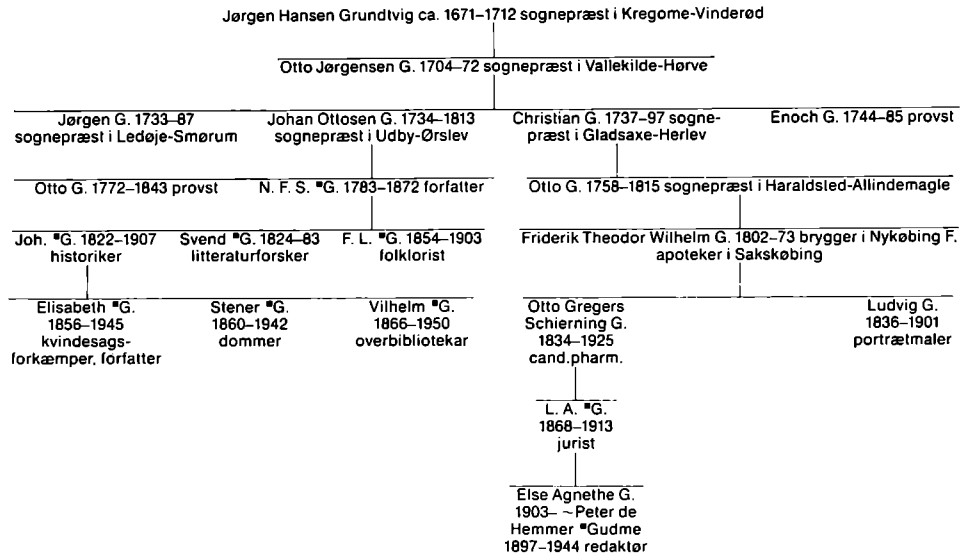 Jørgen Hansen Grundtvig ca. 1671–1712 sognepræst i Kregome-Vinderød
Otto Jørgensen G. 1704–72 sognepræst i Vallekilde-Hørve
Jørgen G. 1733–87
sognepræst i Ledøje-Smørum
Johan Ottosen G. 1734–1813
sognepræst i Udby-Ørslev
Christian G. 1737–97 sogne-
præst i Gladsaxe-Herlev
Enoch G. 1744–85 provst
Otto G. 1772–1843 provst
N. F. S. ■G. 1783–1872 forfatter
Otto G. 1758–1815 sognepræst i Haraldsted-Allindemagle
Joh. ■G. 1822–1907
historiker
Svend ■G. 1824–83
litteraturforsker
F. L. ■G. 1854–1903
folklorist
Friderik Theodor Wilhelm G. 1802–73 brygger i Nykøbing F.
apoteker i Sakskøbing
Elisabeth ■G.
1856–1945
kvindesags-
forkæmper, forfatter
Stener ■G.
1860–1942
dommer
Vilhelm ■G.
1866–1950
overbibliotekar
Otto Gregers
Schierning G.
1834–1925
cand.pharm.
Ludvig G.
1836–1901
portrætmaler
L. A. ■G.
1868–1913
jurist
Else Agnethe G.
1903– ~Peter de
Hemmer ■Gudme
1897–1944 redaktør